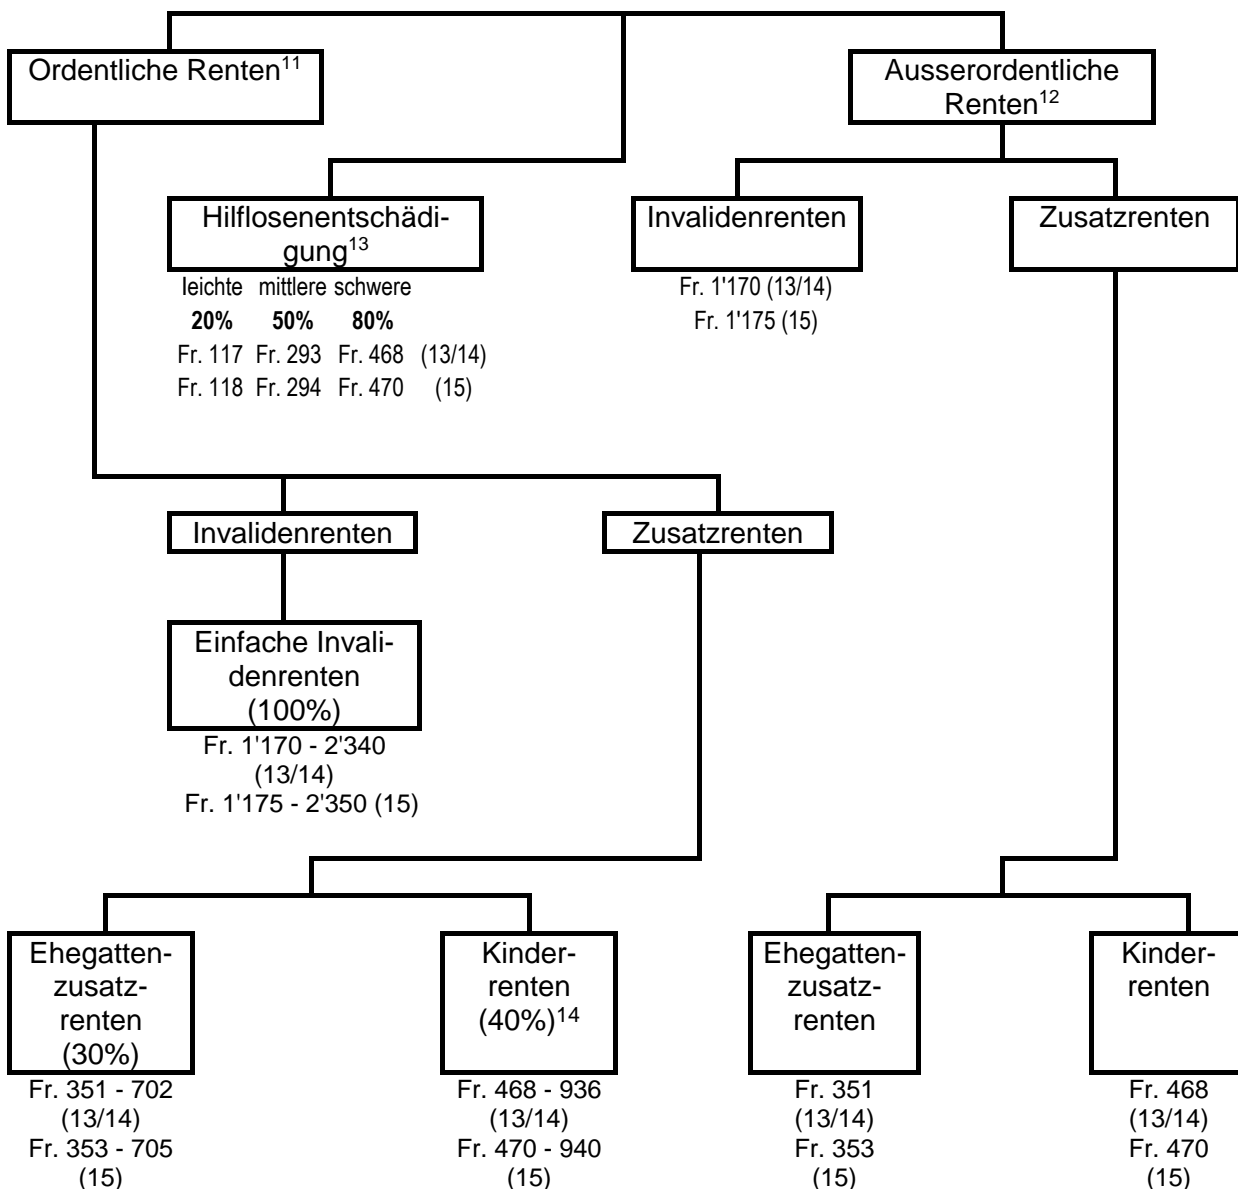 Ordentliche Renten11
Ausserordentliche
Renten12
Hilflosenentschädi-
gung13
leichte mittlere schwere
20% 50% 80%
Fr. 117 Fr. 293 Fr. 468 (13/14)
Fr. 118 Fr. 294 Fr. 470 (15)
Invalidenrenten
Fr. 1'170 (13/14)
Fr. 1'175 (15)
Zusatzrenten
Invalidenrenten
Zusatzrenten
Einfache Invali-
denrenten
(100%)
Fr. 1'170 - 2'340
(13/14)
Fr. 1'175 - 2'350 (15)
Ehegatten-
zusatz-
renten
(30%)
Fr. 351 - 702
(13/14)
Fr. 353 - 705
(15)
Kinder-
renten
(40%)14
Fr. 468 - 936
(13/14)
Fr. 470 - 940
(15)
Ehegatten-
zusatz-
renten
Fr. 351
(13/14)
Fr. 353
(15)
Kinder-
renten
Fr. 468
(13/14)
Fr. 470
(15)